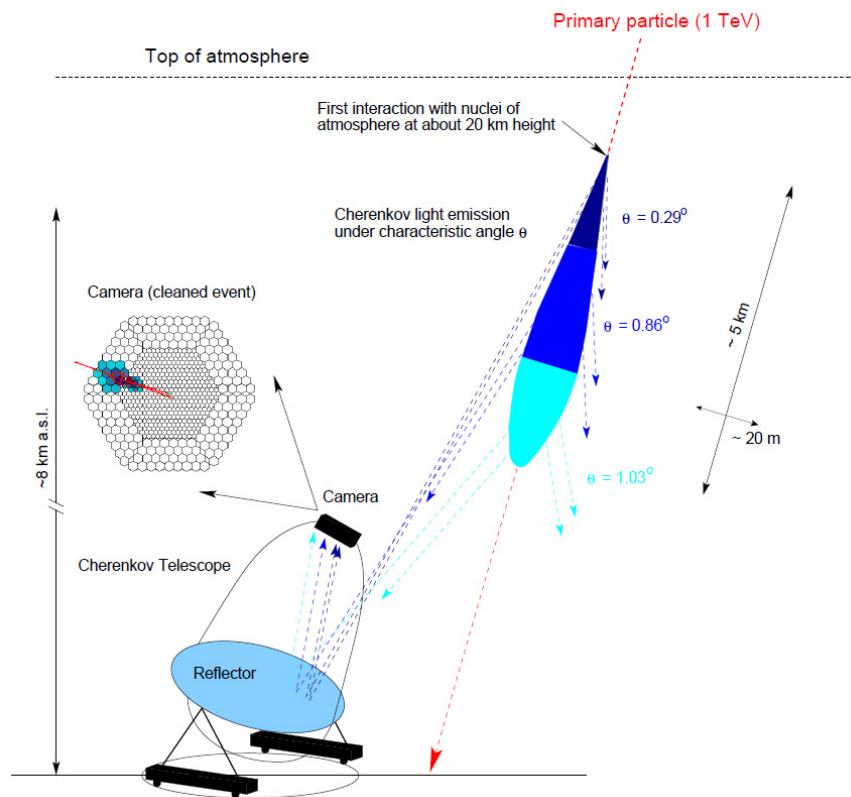 Primary particle (1 TeV)
Top of atmosphere
First interaction with nuclei of
atmosphere at about 20 km height
Cherenkov light emission
under characteristic angle θ
θ = 0.29°
Camera (cleaned event)
θ = 0.86°
~ 5 km
~ 20 m
~8 km a.s.l.
θ = 1.03°
Camera
Cherenkov Telescope
Reflector